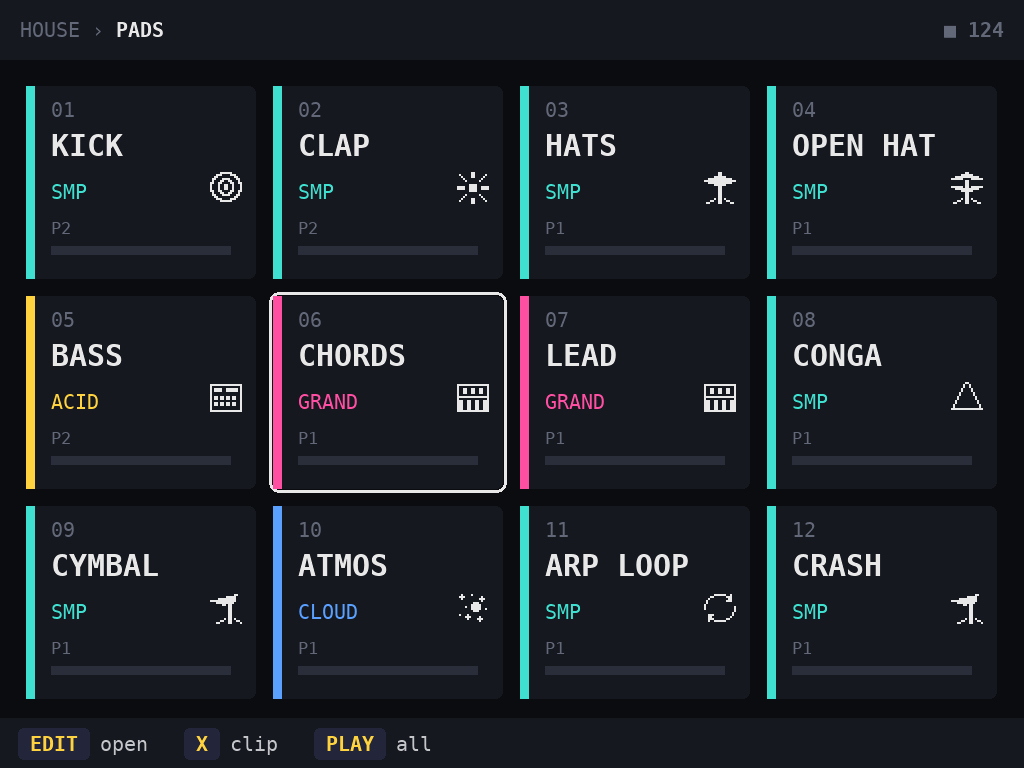 HOUSE › PADS
■ 124
01
KICK
SMP
P2
02
CLAP
SMP
P2
03
HATS
SMP
P1
04
OPEN HAT
SMP
P1
05
BASS
ACID
P2
06
CHORDS
GRAND
P1
07
LEAD
GRAND
P1
08
CONGA
SMP
P1
09
CYMBAL
SMP
P1
10
ATMOS
CLOUD
P1
11
ARP LOOP
SMP
P1
12
CRASH
SMP
P1
EDIT open X clip PLAY all